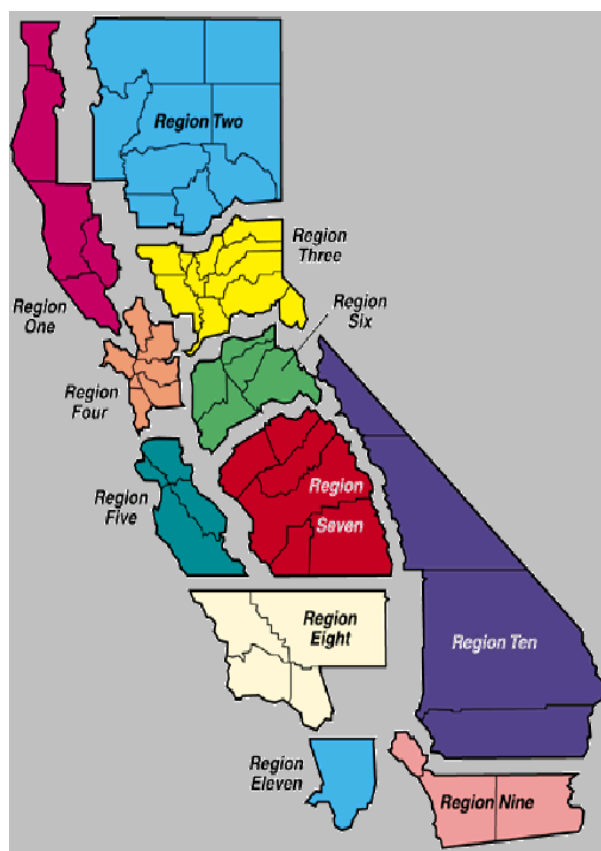 Region Two
Region
Three
Region
One
Region
Six
Region
Four
Region
Five
Region
Seven
Region
Eight
Region Ten
Region
Eleven
Region Nine